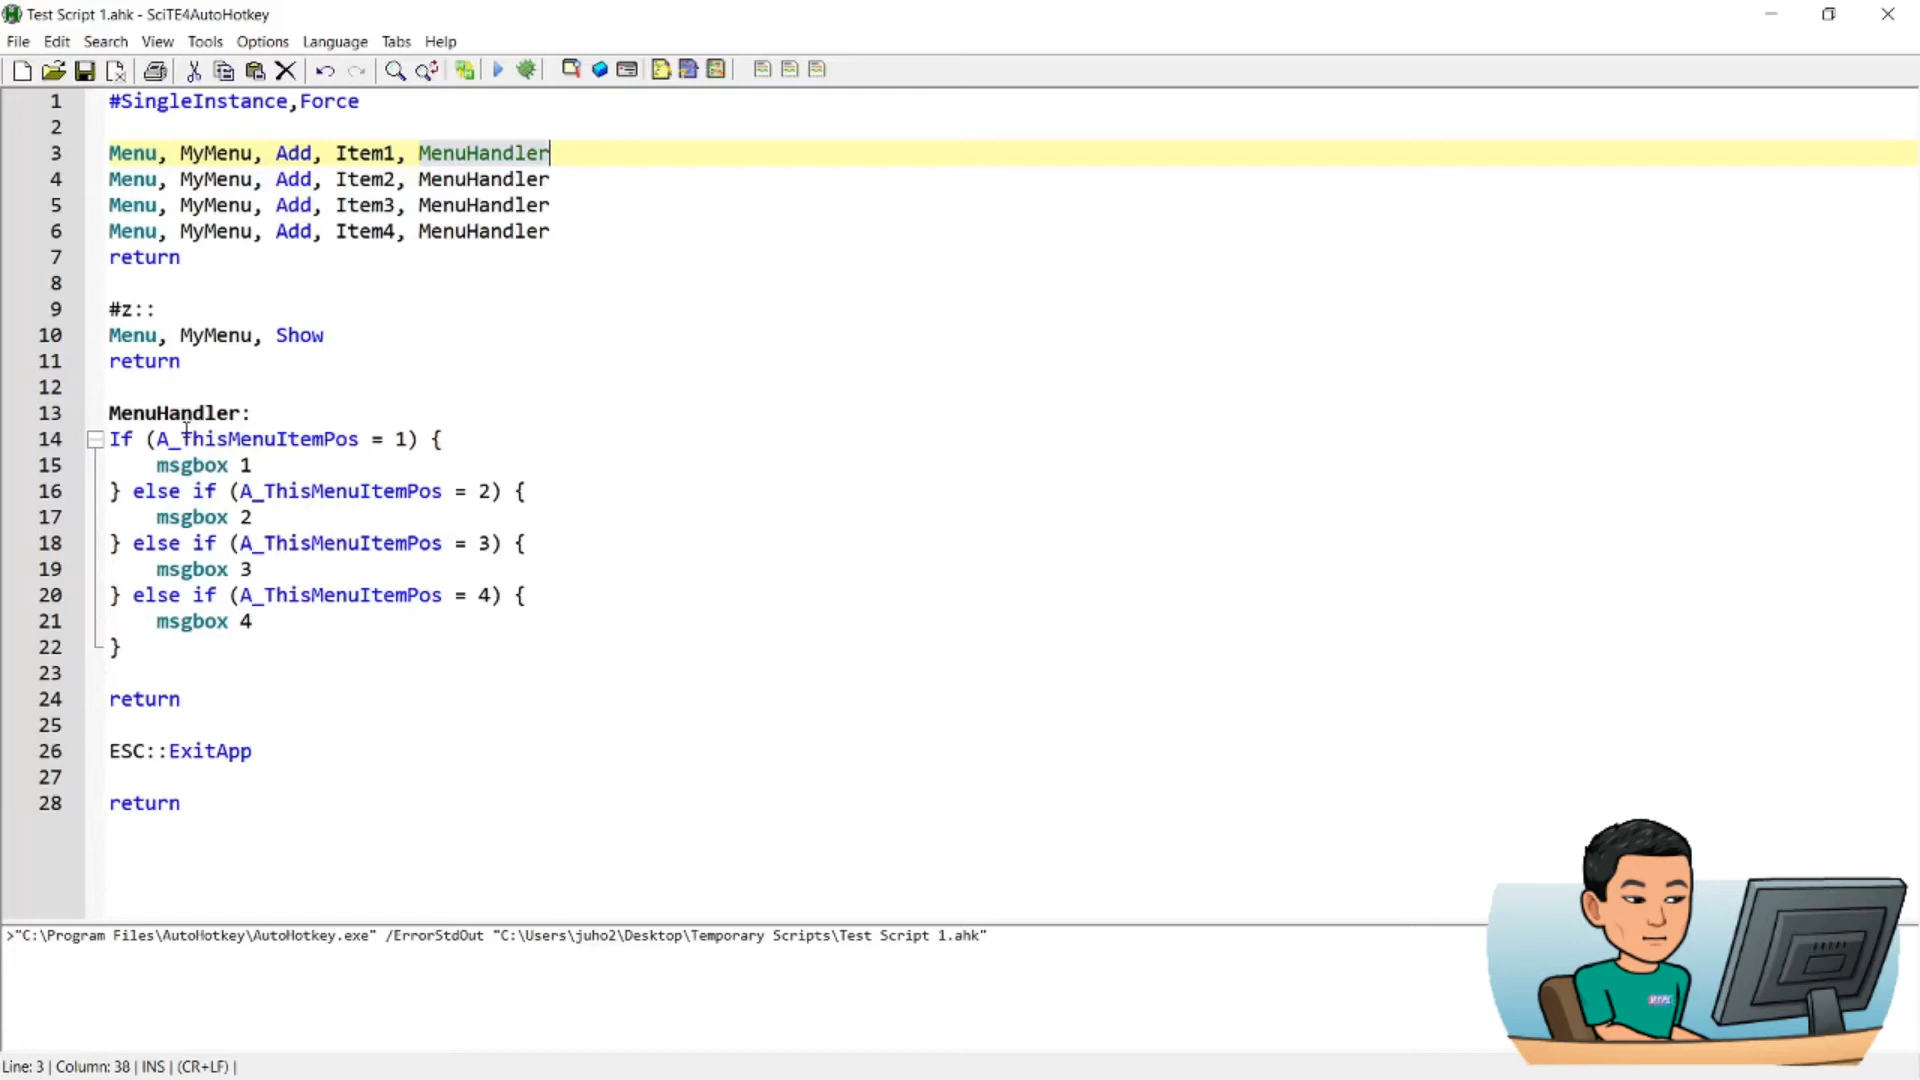 Test Script 1.ahk - SciTE4AutoHotkey
File Edit Search View Tools Options Language Tabs Help
1 #SingleInstance,Force
2
3 Menu, MyMenu, Add, Item1, MenuHandler
4 Menu, MyMenu, Add, Item2, MenuHandler
5 Menu, MyMenu, Add, Item3, MenuHandler
6 Menu, MyMenu, Add, Item4, MenuHandler
7 return
8
9 #z::
10 Menu, MyMenu, Show
11 return
12
13 MenuHandler:
14 If (A_ThisMenuItemPos = 1) {
15 msgbox 1
16 } else if (A_ThisMenuItemPos = 2) {
17 msgbox 2
18 } else if (A_ThisMenuItemPos = 3) {
19 msgbox 3
20 } else if (A_ThisMenuItemPos = 4) {
21 msgbox 4
22 }
23
24 return
25
26 ESC::ExitApp
27
28 return
>"C:\Program Files\AutoHotkey\AutoHotkey.exe" /ErrorStdOut "C:\Users\juho2\Desktop\Temporary Scripts\Test Script 1.ahk"
Line: 3 | Column: 38 | INS | (CR+LF) |